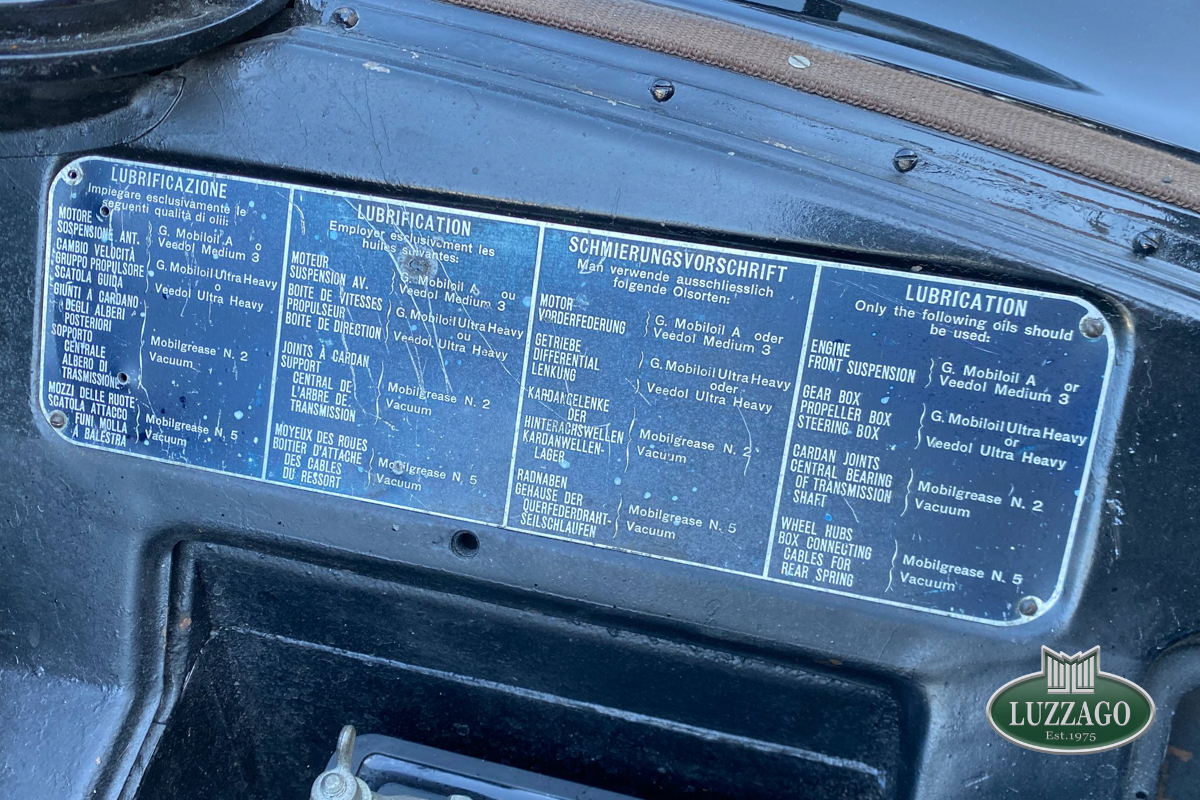 LUBRIFICAZIONE
Impiegare esclusivamente le
seguenti qualità di olii:
MOTORE
SOSPENSIONE ANT.
G. Mobiloil A o
Veedol Medium 3
CAMBIO VELOCITÀ
GRUPPO PROPULSORE
SCATOLA GUIDA
G. Mobiloil Ultra Heavy
o
Veedol Ultra Heavy
GIUNTI A CARDANO
DEGLI ALBERI
POSTERIORI
SOPPORTO
CENTRALE
ALBERO DI
TRASMISSIONE
Mobilgrease N. 2
Vacuum
MOZZI DELLE RUOTE
SCATOLA ATTACCO
FUNI MOLLA
A BALESTRA
Mobilgrease N. 5
Vacuum
LUBRIFICATION
Employer esclusivement les
huiles suivantes:
MOTEUR
SUSPENSION AV.
G. Mobiloil A ou
Veedol Medium 3
BOITE DE VITESSES
PROPULSEUR
BOITE DE DIRECTION
G. Mobiloil Ultra Heavy
ou
Veedol Ultra Heavy
JOINTS À CARDAN
SUPPORT
CENTRAL DE
L'ARBRE DE
TRANSMISSION
Mobilgrease N. 2
Vacuum
MOYEUX DES ROUES
BOITIER D'ATTACHE
DES CABLES
DU RESSORT
Mobilgrease N. 5
Vacuum
SCHMIERUNGSVORSCHRIFT
Man verwende ausschliesslich
folgende Olsorten:
MOTOR
VORDERFEDERUNG
G. Mobiloil A oder
Veedol Medium 3
GETRIEBE
DIFFERENTIAL
LENKUNG
G. Mobiloil Ultra Heavy
oder
Veedol Ultra Heavy
KARDANGELENKE
DER
HINTERACHSWELLEN
KARDANWELLEN-
LAGER
Mobilgrease N. 2
Vacuum
RADNABEN
GEHAUSE DER
QUERFEDERDRAHT-
SEILSCHLAUFEN
Mobilgrease N. 5
Vacuum
LUBRICATION
Only the following oils should
be used:
ENGINE
FRONT SUSPENSION
G. Mobiloil A or
Veedol Medium 3
GEAR BOX
PROPELLER BOX
STEERING BOX
G. Mobiloil Ultra Heavy
or
Veedol Ultra Heavy
CARDAN JOINTS
CENTRAL BEARING
OF TRANSMISSION
SHAFT
Mobilgrease N. 2
Vacuum
WHEEL HUBS
BOX CONNECTING
CABLES FOR
REAR SPRING
Mobilgrease N. 5
Vacuum
LUZZAGO
Est.1975